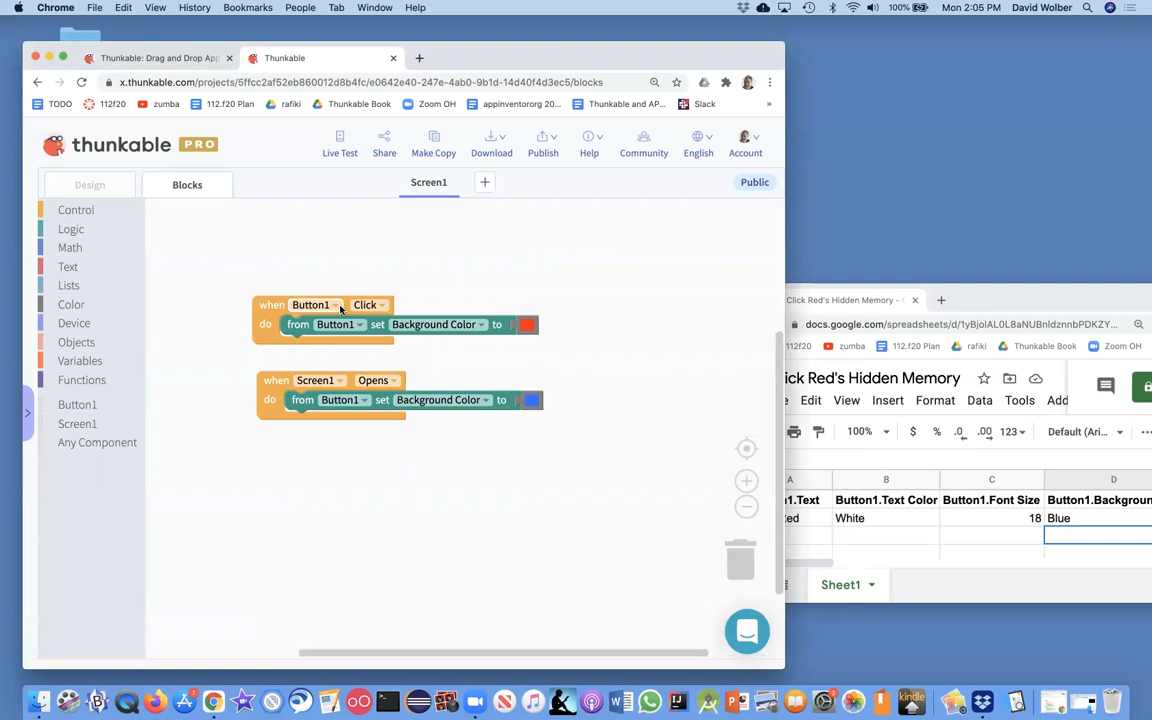 Chrome File Edit View History Bookmarks People Tab Window Help 100% Mon 2:05 PM David Wolber
Thunkable: Drag and Drop App
Thunkable
x.thunkable.com/projects/5ffcc2af52eb860012d8b4fc/e0642e40-247e-4ab0-9b1d-14d40f4d3ec5/blocks
TODO 112f20 zumba 112.f20 Plan rafiki Thunkable Book Zoom OH appinventororg 20... Thunkable and AP... Slack »
thunkable PRO
Live Test Share Make Copy Download Publish Help Community English Account
Design Blocks Screen1 + Public
Control
Logic
Math
Text
Lists
Color
Device
Objects
Variables
Functions
Button1
Screen1
Any Component
when Button1 Click
do from Button1 set Background Color to
when Screen1 Opens
do from Button1 set Background Color to
Click Red's Hidden Memory -
docs.google.com/spreadsheets/d/1yBjolAL0L8aNUBnldznnbPDKZY...
112f20 zumba 112.f20 Plan rafiki Thunkable Book Zoom OH
ick Red's Hidden Memory
Edit View Insert Format Data Tools Add
100% $ % .0 .00 123 Default (Ari...
A B C D
1.Text Button1.Text Color Button1.Font Size Button1.Backgroun
ed White 18 Blue
Sheet1